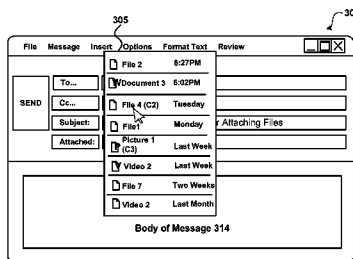 305
30
File Message Insert Options Format Text Review
File 2 6:27PM
Document 3 6:02PM
To...
SEND
File 4 (C2) Tuesday
Cc...
File1 Monday
Subject: r Attaching Files
Picture 1 (C3) Last Week
Attached:
Video 2 Last Week
File 7 Two Weeks
Video 2 Last Month
Body of Message 314